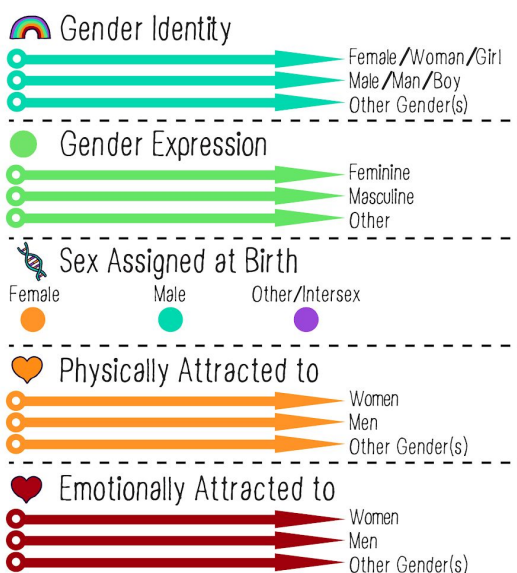 Gender Identity
Female/Woman/Girl
Male/Man/Boy
Other Gender(s)
Gender Expression
Feminine
Masculine
Other
Sex Assigned at Birth
Female Male Other/Intersex
Physically Attracted to
Women
Men
Other Gender(s)
Emotionally Attracted to
Women
Men
Other Gender(s)